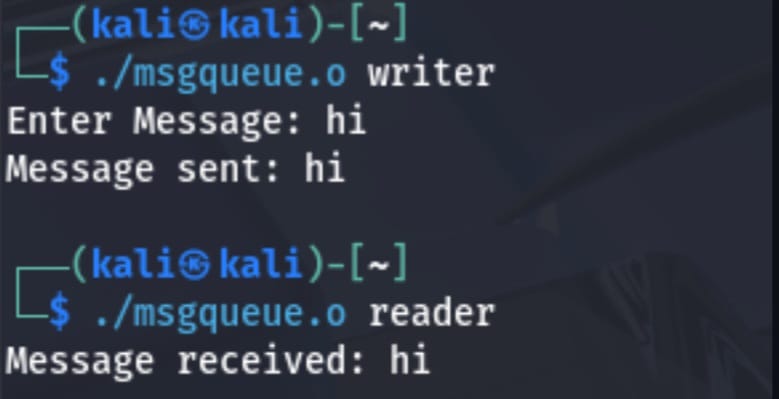 ┌──(kali㉿kali)-[~]
└─$ ./msgqueue.o writer
Enter Message: hi
Message sent: hi
┌──(kali㉿kali)-[~]
└─$ ./msgqueue.o reader
Message received: hi